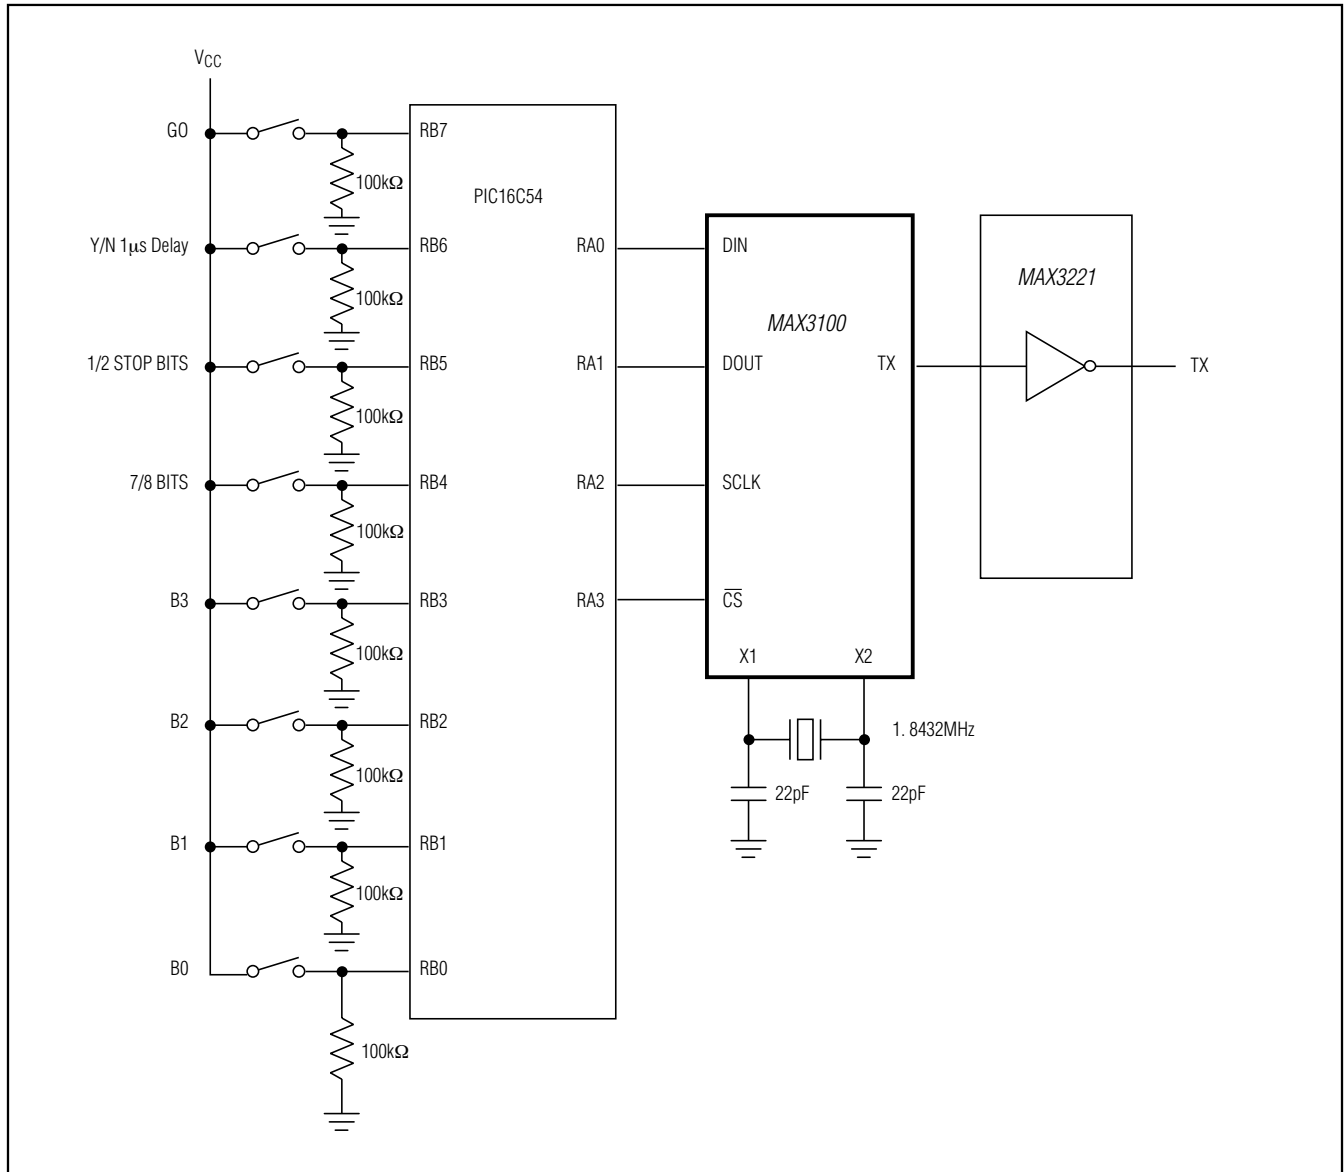 VCC
GO
RB7
100kΩ
PIC16C54
Y/N 1µs Delay
RB6
RA0
DIN
100kΩ
MAX3221
MAX3100
1/2 STOP BITS
RB5
RA1
DOUT
TX
TX
100kΩ
7/8 BITS
RB4
RA2
SCLK
100kΩ
B3
RB3
RA3
CS
100kΩ
X1
X2
B2
RB2
1. 8432MHz
100kΩ
22pF
22pF
B1
RB1
100kΩ
B0
RB0
100kΩ